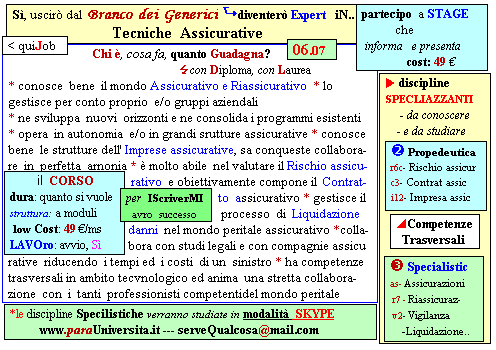 Sì, uscirò dal Branco dei Generici diventerò Expert iN..
Tecniche Assicurative
partecipo a STAGE
che
informa e presenta
cost: 49 €
< quiJob
Chi è, cosa fa, quanto Guadagna?
06.07
con Diploma, con Laurea
* conosce bene il mondo Assicurativo e Riassicurativo * lo
gestisce per conto proprio e/o gruppi aziendali
* ne sviluppa nuovi orizzonti e ne consolida i programmi esistenti
* opera in autonomia e/o in grandi srutture assicurative * conosce
bene le strutture dell' Imprese assicurative, sa conqueste collabora-
re in perfetta armonia * è molto abile nel valutare il Rischio assicu-
rativo e obiettivamente compone il Contrat-
to assicurativo * gestisce il
processo di Liquidazione
danni nel mondo peritale assicurativo *colla-
bora con studi legali e con compagnie assicu
rative riducendo i tempi ed i costi di un sinistro * ha competenze
trasversali in ambito tecvnologico ed anima una stretta collabora-
zione con i tanti professionisti competentidel mondo peritale
il CORSO
dura: quanto si vuole
struttura: a moduli
low Cost: 49 €/ms
LAVOro: avvio, Sì
per IScriverMI
avro successo
discipline
SPECLIAZZANTI
- da conoscere
- e da studiare
2 Propedeutica
r6c- Rischio assicur
c3- Contrat assic
i12- Impresa assic
Competenze
Trasversali
3 Specialistic
as- Assicurazioni
r7- Riassicuraz-
v2- Vigilanza
-Liquidazione..
*le discipline Specilistiche verranno studiate in modalità SKYPE
www.paraUniversita.it --- serveQualcosa@mail.com